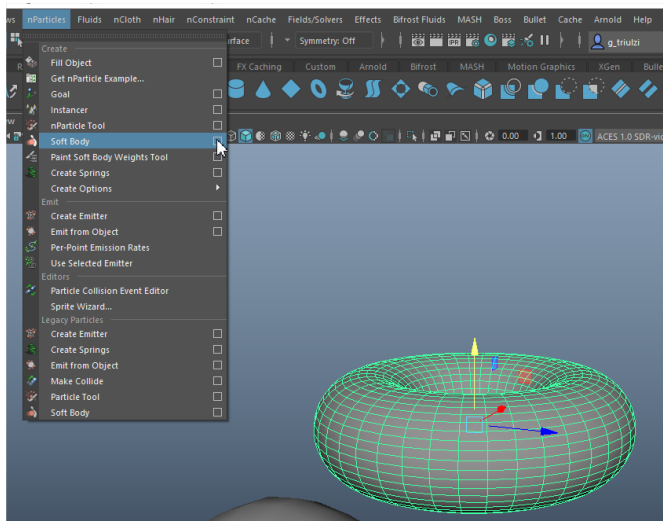 ws nParticles Fluids nCloth nHair nConstraint nCache Fields/Solvers Effects Bifrost Fluids MASH Boss Bullet Cache Arnold Help
rface Symmetry: Off g_triulzi
R FX Caching Custom Arnold Bifrost MASH Motion Graphics XGen Bulle
ew
0.00 1.00 ACES 1.0 SDR-vic
Create
Fill Object
Get nParticle Example...
Goal
Instancer
nParticle Tool
Soft Body
Paint Soft Body Weights Tool
Create Springs
Create Options
Emit
Create Emitter
Emit from Object
Per-Point Emission Rates
Use Selected Emitter
Editors
Particle Collision Event Editor
Sprite Wizard...
Legacy Particles
Create Emitter
Create Springs
Emit from Object
Make Collide
Particle Tool
Soft Body